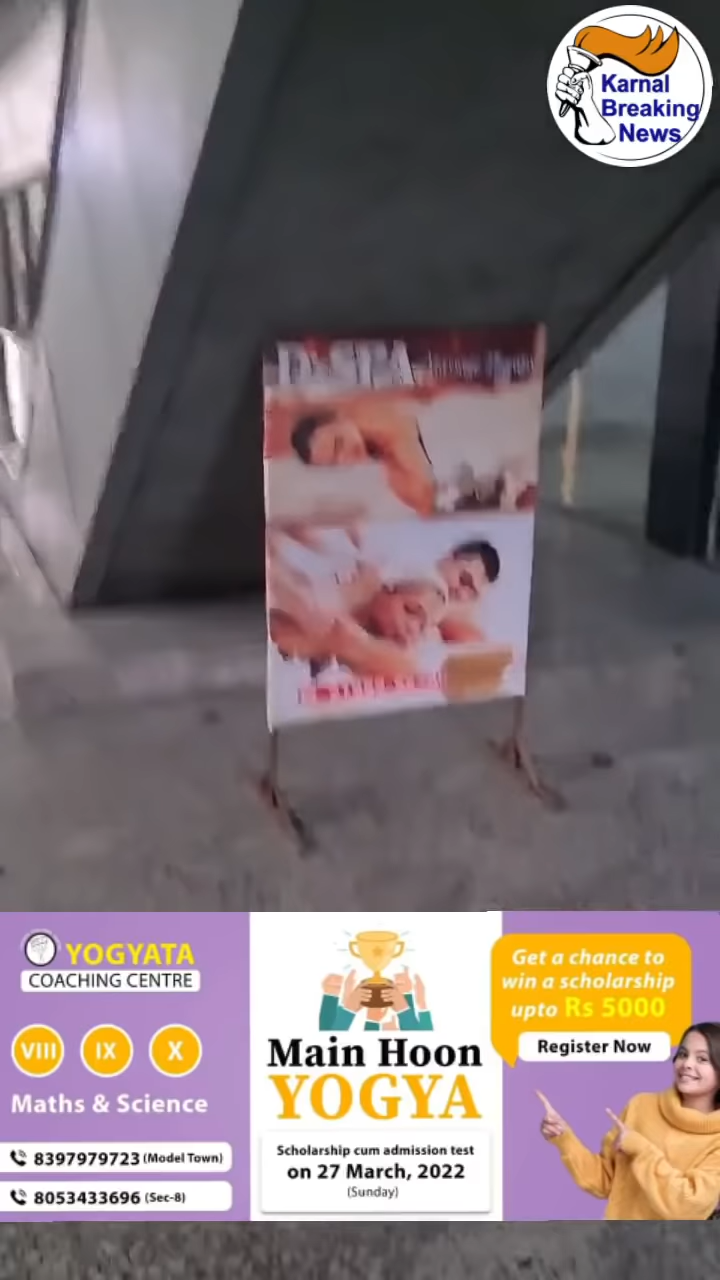 Karnal
Breaking
News
SPA
YOGYATA
COACHING CENTRE
VIII IX X
Maths & Science
8397979723 (Model Town)
8053433696 (Sec-8)
Main Hoon
YOGYA
Scholarship cum admission test
on 27 March, 2022
(Sunday)
Get a chance to
win a scholarship
upto Rs 5000
Register Now